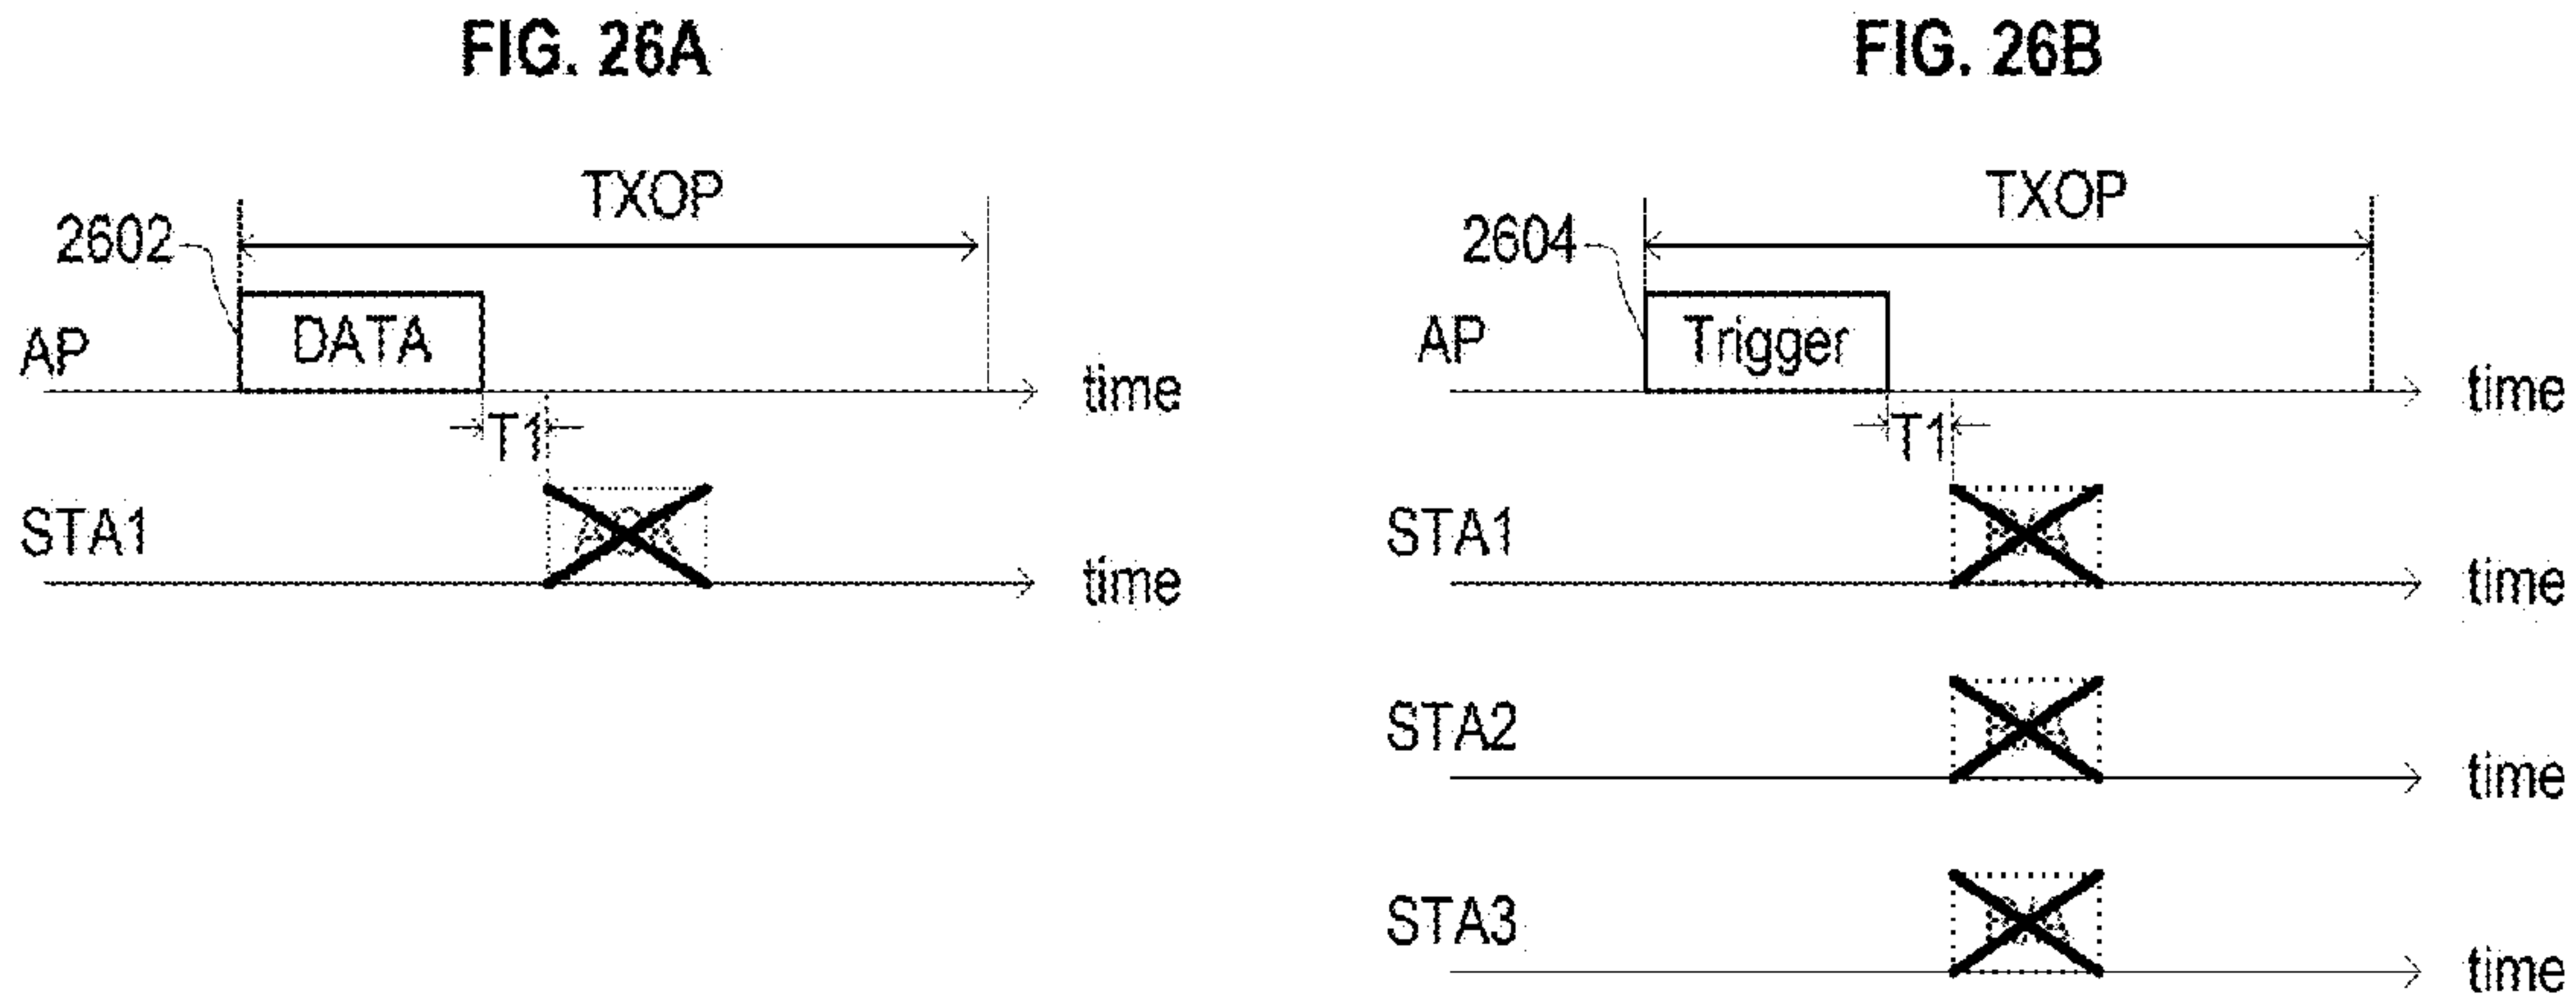 FIG. 26A
TXOP
2602
DATA
AP
time
T1
STA1
time
FIG. 26B
TXOP
2604
Trigger
AP
time
T1
STA1
time
STA2
time
STA3
time